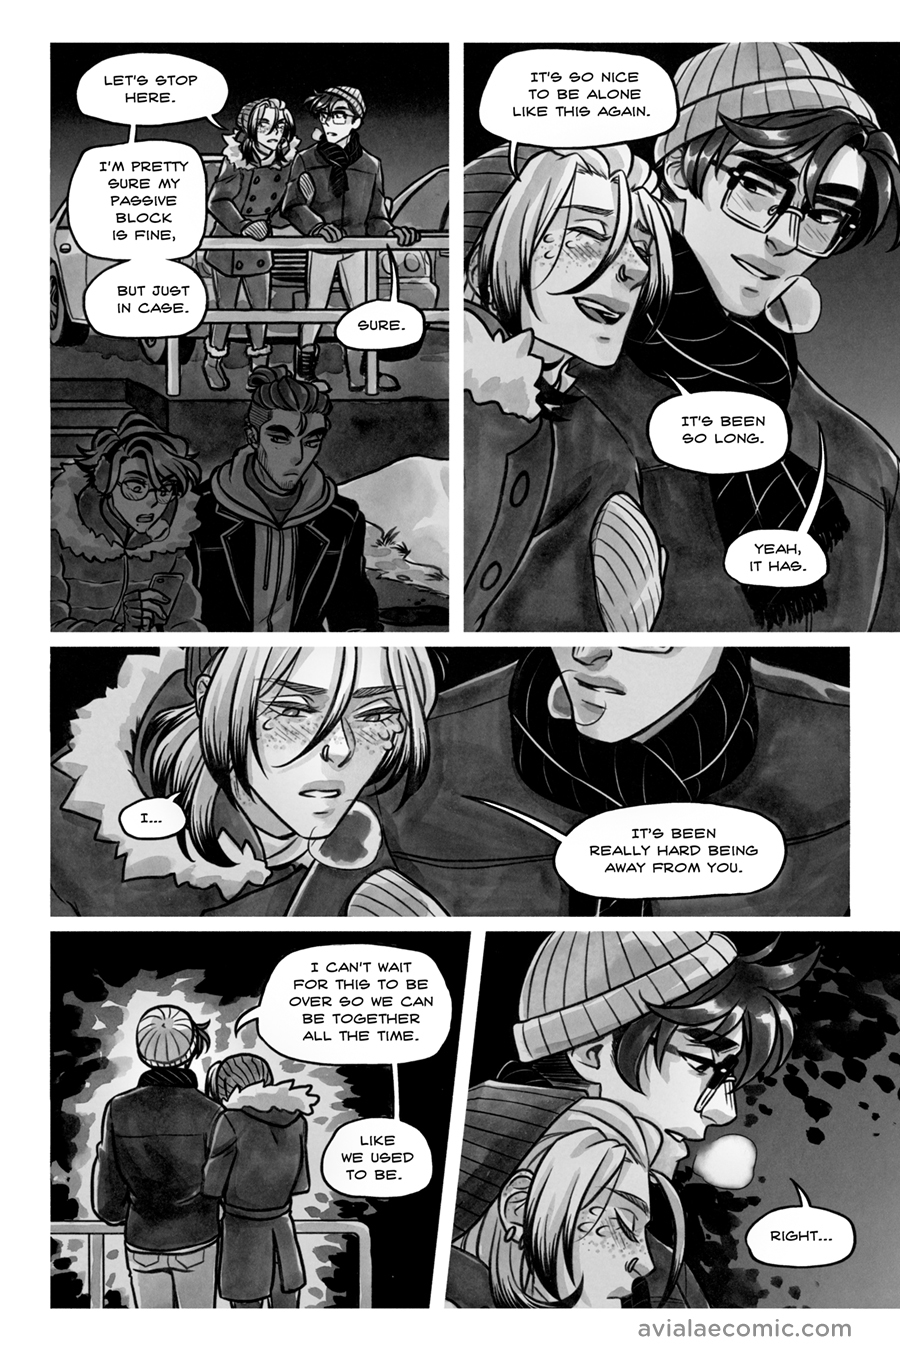 LET'S STOP
HERE.
I'M PRETTY
SURE MY
PASSIVE
BLOCK
IS FINE,
BUT JUST
IN CASE.
SURE.
IT'S SO NICE
TO BE ALONE
LIKE THIS AGAIN.
IT'S BEEN
SO LONG.
YEAH,
IT HAS.
I...
IT'S BEEN
REALLY HARD BEING
AWAY FROM YOU.
I CAN'T WAIT
FOR THIS TO BE
OVER SO WE CAN
BE TOGETHER
ALL THE TIME.
LIKE
WE USED
TO BE.
RIGHT...
avialaecomic.com